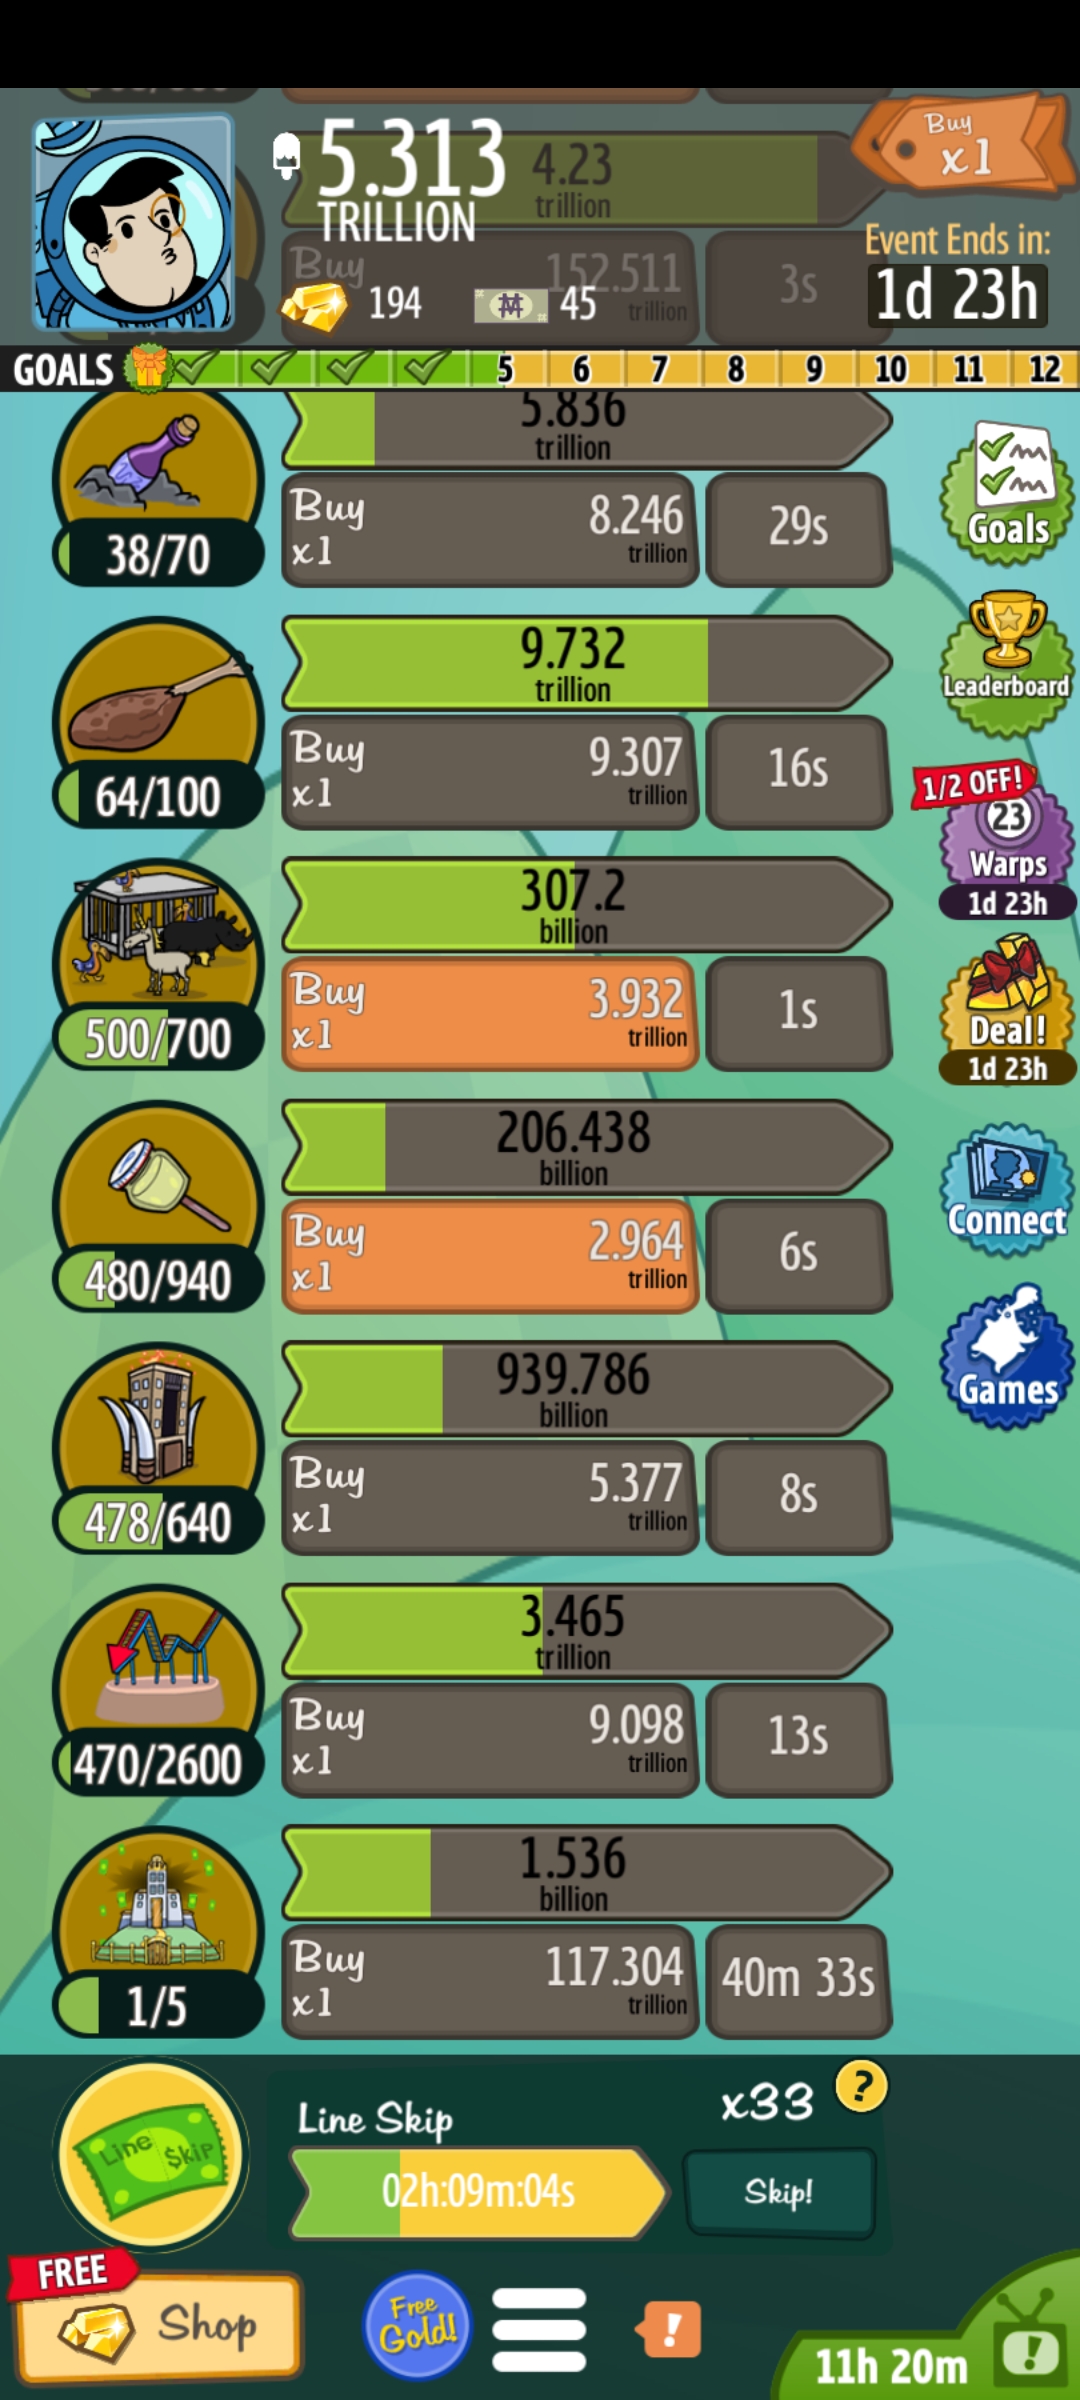 Buy
x1
5.313
TRILLION
4.23
trillion
Event Ends in:
1d 23h
Buy
152.511
trillion
3s
194
45
GOALS
5 6 7 8 9 10 11 12
5.836
trillion
Buy
x1
8.246
trillion
29s
38/70
Goals
9.732
trillion
Buy
x1
9.307
trillion
16s
64/100
Leaderboard
1/2 OFF!
23
Warps
1d 23h
307.2
billion
Buy
x1
3.932
trillion
1s
500/700
Deal!
1d 23h
206.438
billion
Buy
x1
2.964
trillion
6s
480/940
Connect
939.786
billion
Buy
x1
5.377
trillion
8s
478/640
Games
3.465
trillion
Buy
x1
9.098
trillion
13s
470/2600
1.536
billion
Buy
x1
117.304
trillion
40m 33s
1/5
Line $kip
Line Skip
x33
?
02h:09m:04s
Skip!
FREE
Shop
Free
Gold!
!
11h 20m
!